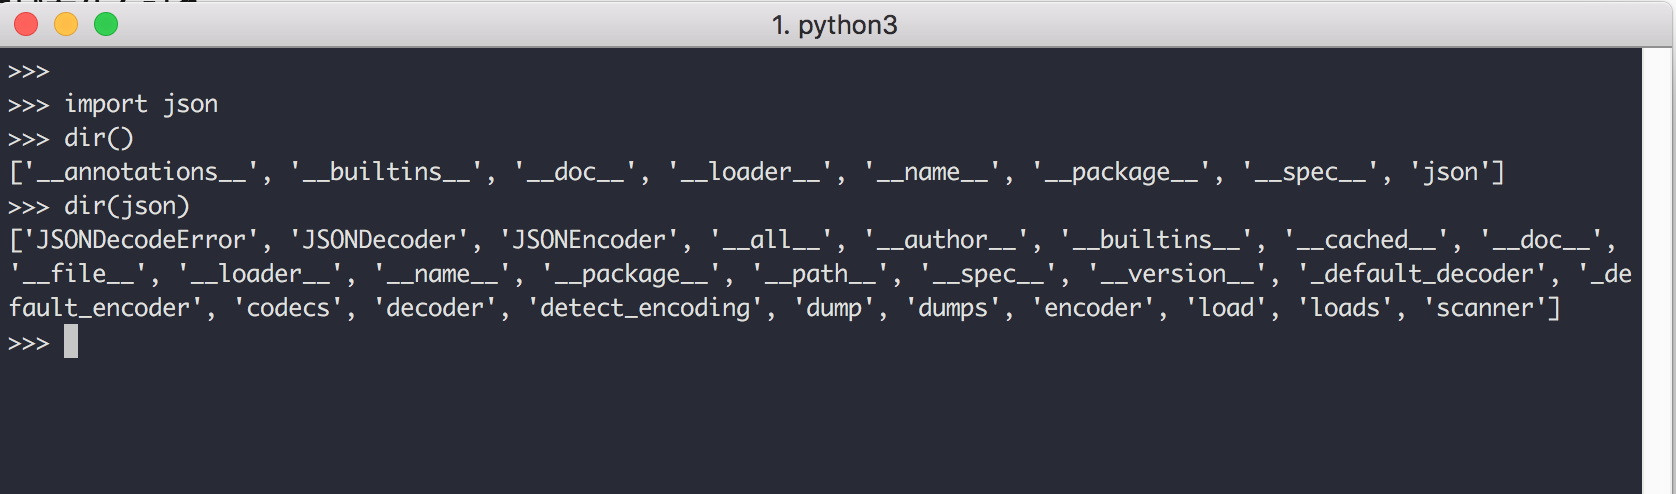 1. python3
>>>
>>> import json
>>> dir()
['__annotations__', '__builtins__', '__doc__', '__loader__', '__name__', '__package__', '__spec__', 'json']
>>> dir(json)
['JSONDecodeError', 'JSONDecoder', 'JSONEncoder', '__all__', '__author__', '__builtins__', '__cached__', '__doc__',
'__file__', '__loader__', '__name__', '__package__', '__path__', '__spec__', '__version__', '_default_decoder', '_de
fault_encoder', 'codecs', 'decoder', 'detect_encoding', 'dump', 'dumps', 'encoder', 'load', 'loads', 'scanner']
>>>